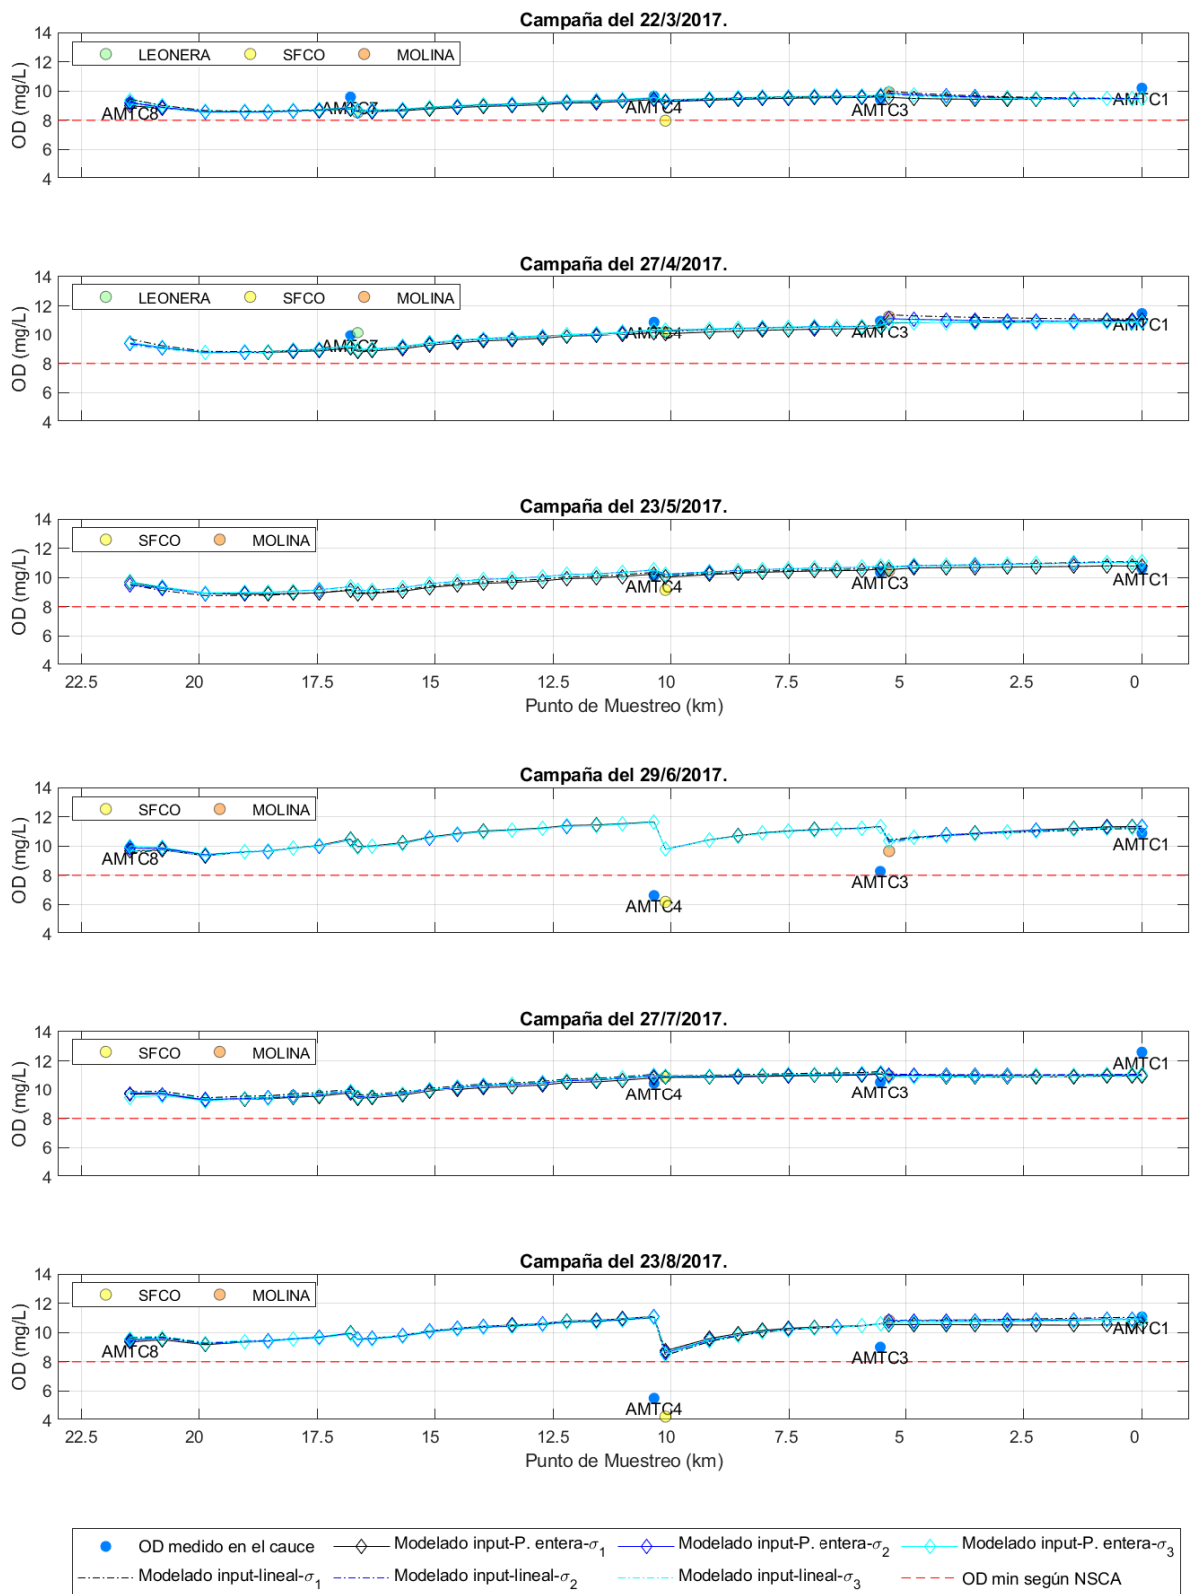 Campaña del 22/3/2017.
14
12
10
8
6
4
OD (mg/L)
LEONERA SFCO MOLINA
AMTC8 AMTC7 AMTC4 AMTC3 AMTC1
Campaña del 27/4/2017.
14
12
10
8
6
4
OD (mg/L)
LEONERA SFCO MOLINA
AMTC7 AMTC4 AMTC3 AMTC1
Campaña del 23/5/2017.
14
12
10
8
6
4
OD (mg/L)
SFCO MOLINA
AMTC4 AMTC3 AMTC1
22.5 20 17.5 15 12.5 10 7.5 5 2.5 0
Punto de Muestreo (km)
Campaña del 29/6/2017.
14
12
10
8
6
4
OD (mg/L)
SFCO MOLINA
AMTC8 AMTC4 AMTC3 AMTC1
Campaña del 27/7/2017.
14
12
10
8
6
4
OD (mg/L)
SFCO MOLINA
AMTC4 AMTC3 AMTC1
Campaña del 23/8/2017.
14
12
10
8
6
4
OD (mg/L)
SFCO MOLINA
AMTC8 AMTC4 AMTC3 AMTC1
22.5 20 17.5 15 12.5 10 7.5 5 2.5 0
Punto de Muestreo (km)
OD medido en el cauce Modelado input-P. entera-σ1 Modelado input-P. entera-σ2 Modelado input-P. entera-σ3
Modelado input-lineal-σ1 Modelado input-lineal-σ2 Modelado input-lineal-σ3 OD min según NSCA